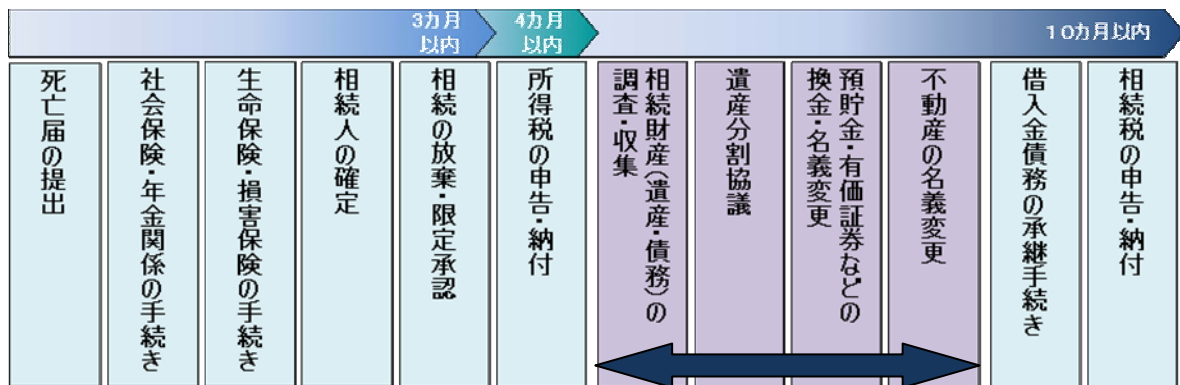 3カ月
以内
4カ月
以内
10カ月以内
死亡届の提出
社会保険・年金関係の手続き
生命保険・損害保険の手続き
相続人の確定
相続の放棄・限定承認
所得税の申告・納付
相続財産(遺産・債務)の
調査・収集
遺産分割協議
預貯金・有価証券などの
換金・名義変更
不動産の名義変更
借入金債務の承継手続き
相続税の申告・納付